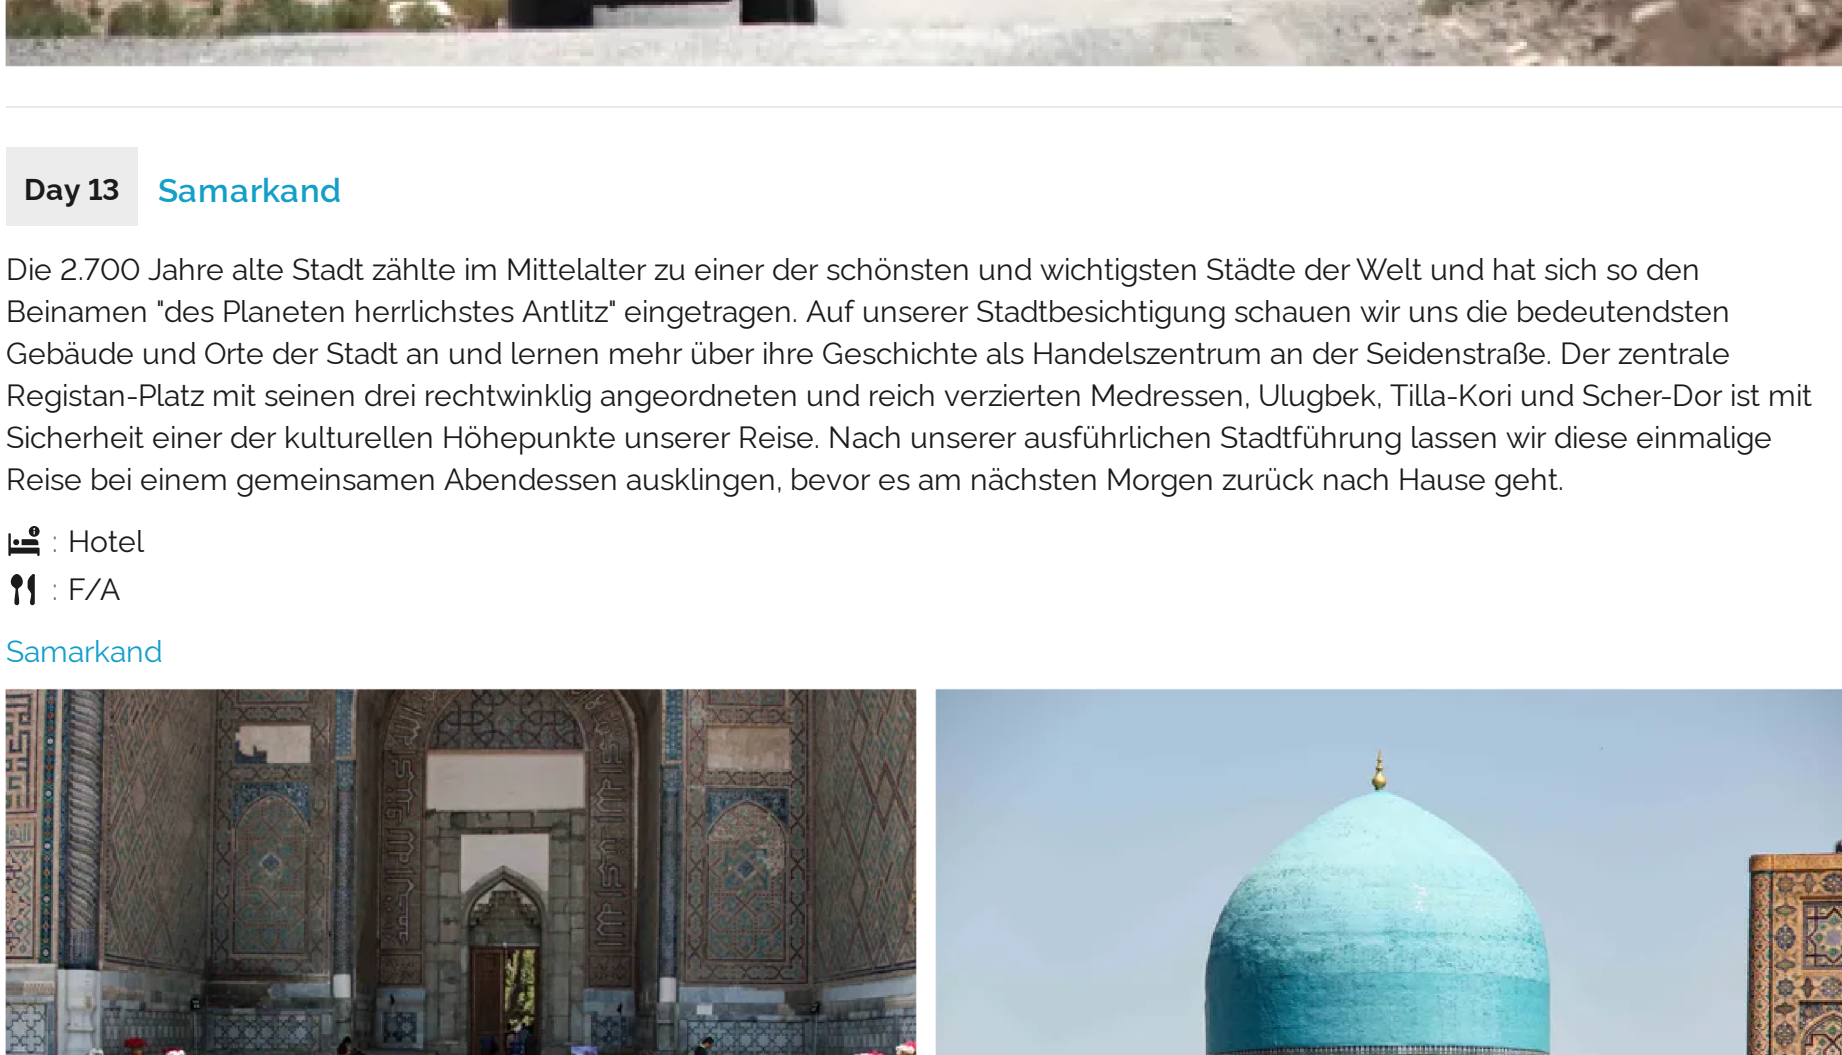 Day 13
Samarkand
Die 2.700 Jahre alte Stadt zählte im Mittelalter zu einer der schönsten und wichtigsten Städte der Welt und hat sich so den
Beinamen "des Planeten herrlichstes Antlitz" eingetragen. Auf unserer Stadtbesichtigung schauen wir uns die bedeutendsten
Gebäude und Orte der Stadt an und lernen mehr über ihre Geschichte als Handelszentrum an der Seidenstraße. Der zentrale
Registan-Platz mit seinen drei rechtwinklig angeordneten und reich verzierten Medressen, Ulugbek, Tilla-Kori und Scher-Dor ist mit
Sicherheit einer der kulturellen Höhepunkte unserer Reise. Nach unserer ausführlichen Stadtführung lassen wir diese einmalige
Reise bei einem gemeinsamen Abendessen ausklingen, bevor es am nächsten Morgen zurück nach Hause geht.
: Hotel
: F/A
Samarkand